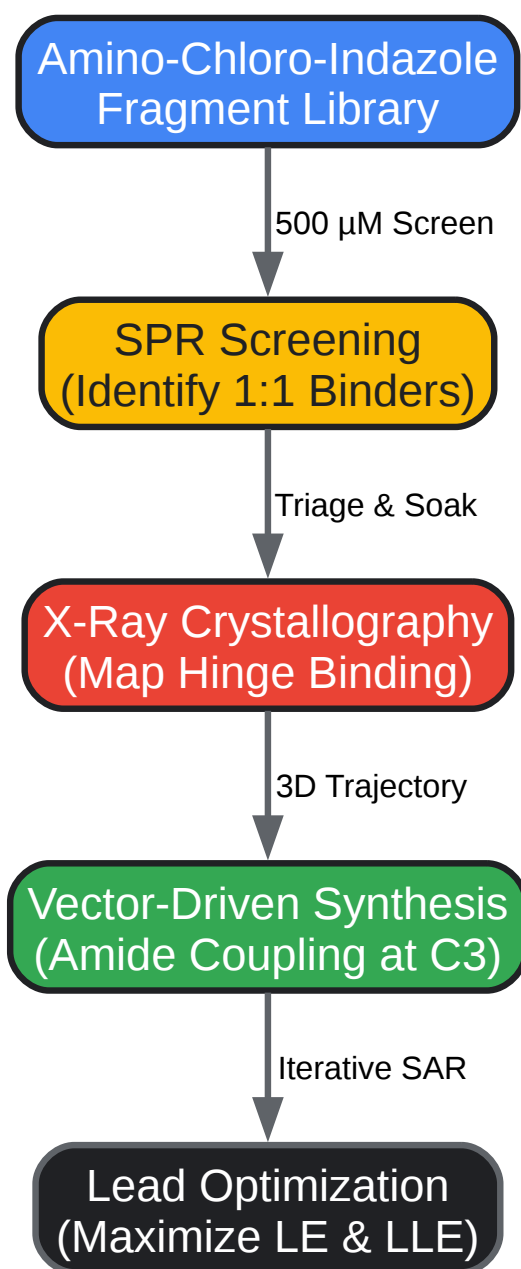 Amino-Chloro-Indazole
Fragment Library
500 µM Screen
SPR Screening
(Identify 1:1 Binders)
Triage & Soak
X-Ray Crystallography
(Map Hinge Binding)
3D Trajectory
Vector-Driven Synthesis
(Amide Coupling at C3)
Iterative SAR
Lead Optimization
(Maximize LE & LLE)